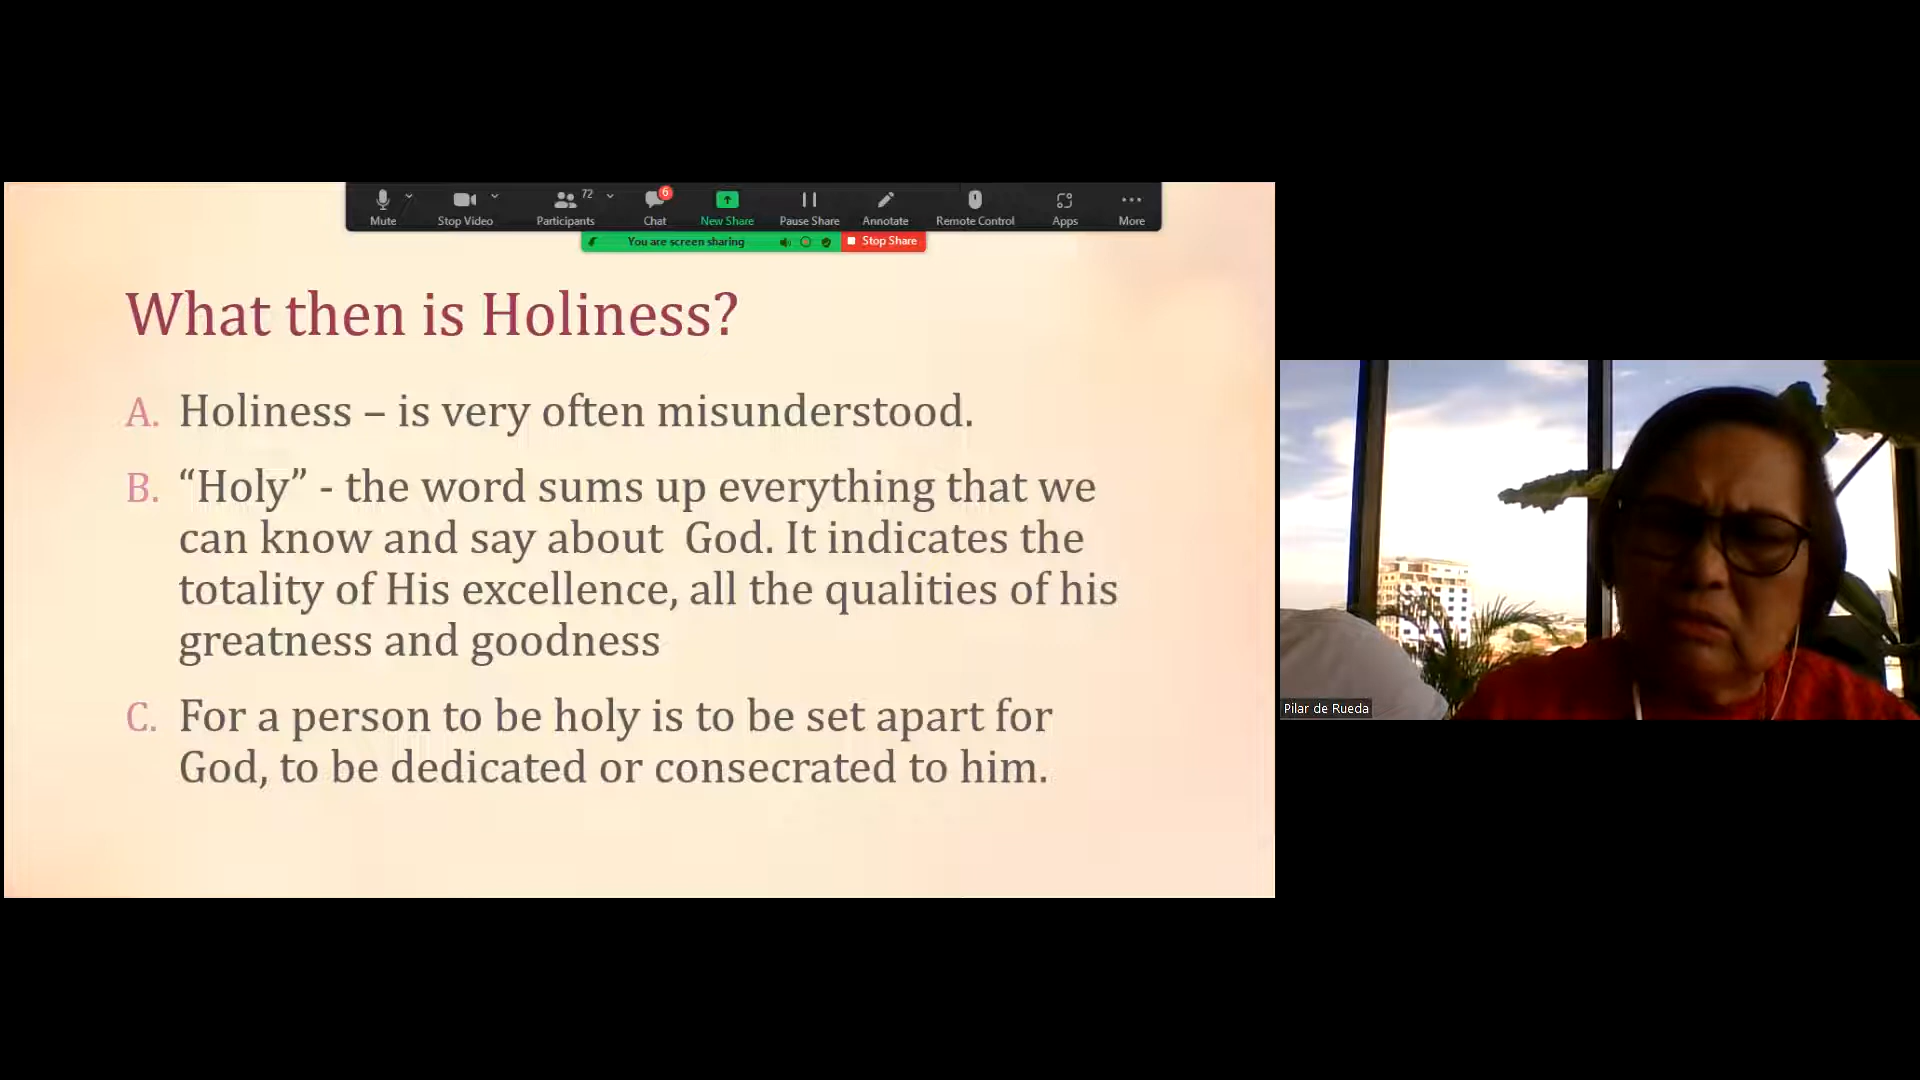 72
6
Mute
Stop Video
Participants
Chat
New Share
Pause Share
Annotate
Remote Control
Apps
More
You are screen sharing
Stop Share
What then is Holiness?
A. Holiness – is very often misunderstood.
B. “Holy” - the word sums up everything that we
can know and say about God. It indicates the
totality of His excellence, all the qualities of his
greatness and goodness
C. For a person to be holy is to be set apart for
God, to be dedicated or consecrated to him.
Pilar de Rueda